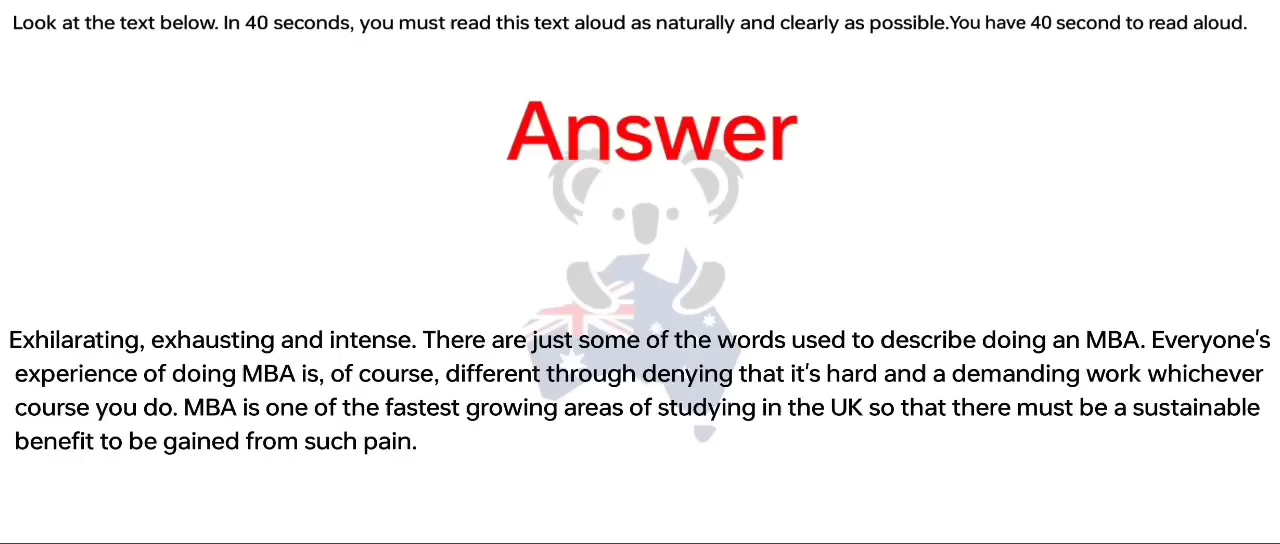 Look at the text below. In 40 seconds, you must read this text aloud as naturally and clearly as possible.You have 40 second to read aloud.
Answer
Exhilarating, exhausting and intense. There are just some of the words used to describe doing an MBA. Everyone's
experience of doing MBA is, of course, different through denying that it's hard and a demanding work whichever
course you do. MBA is one of the fastest growing areas of studying in the UK so that there must be a sustainable
benefit to be gained from such pain.